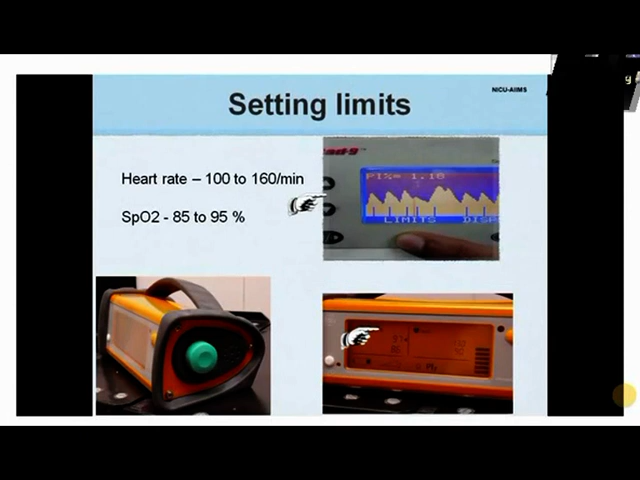 NICU-AIIMS
Setting limits
Heart rate – 100 to 160/min
SpO2 - 85 to 95 %
PI%= 1.18
LIMITS